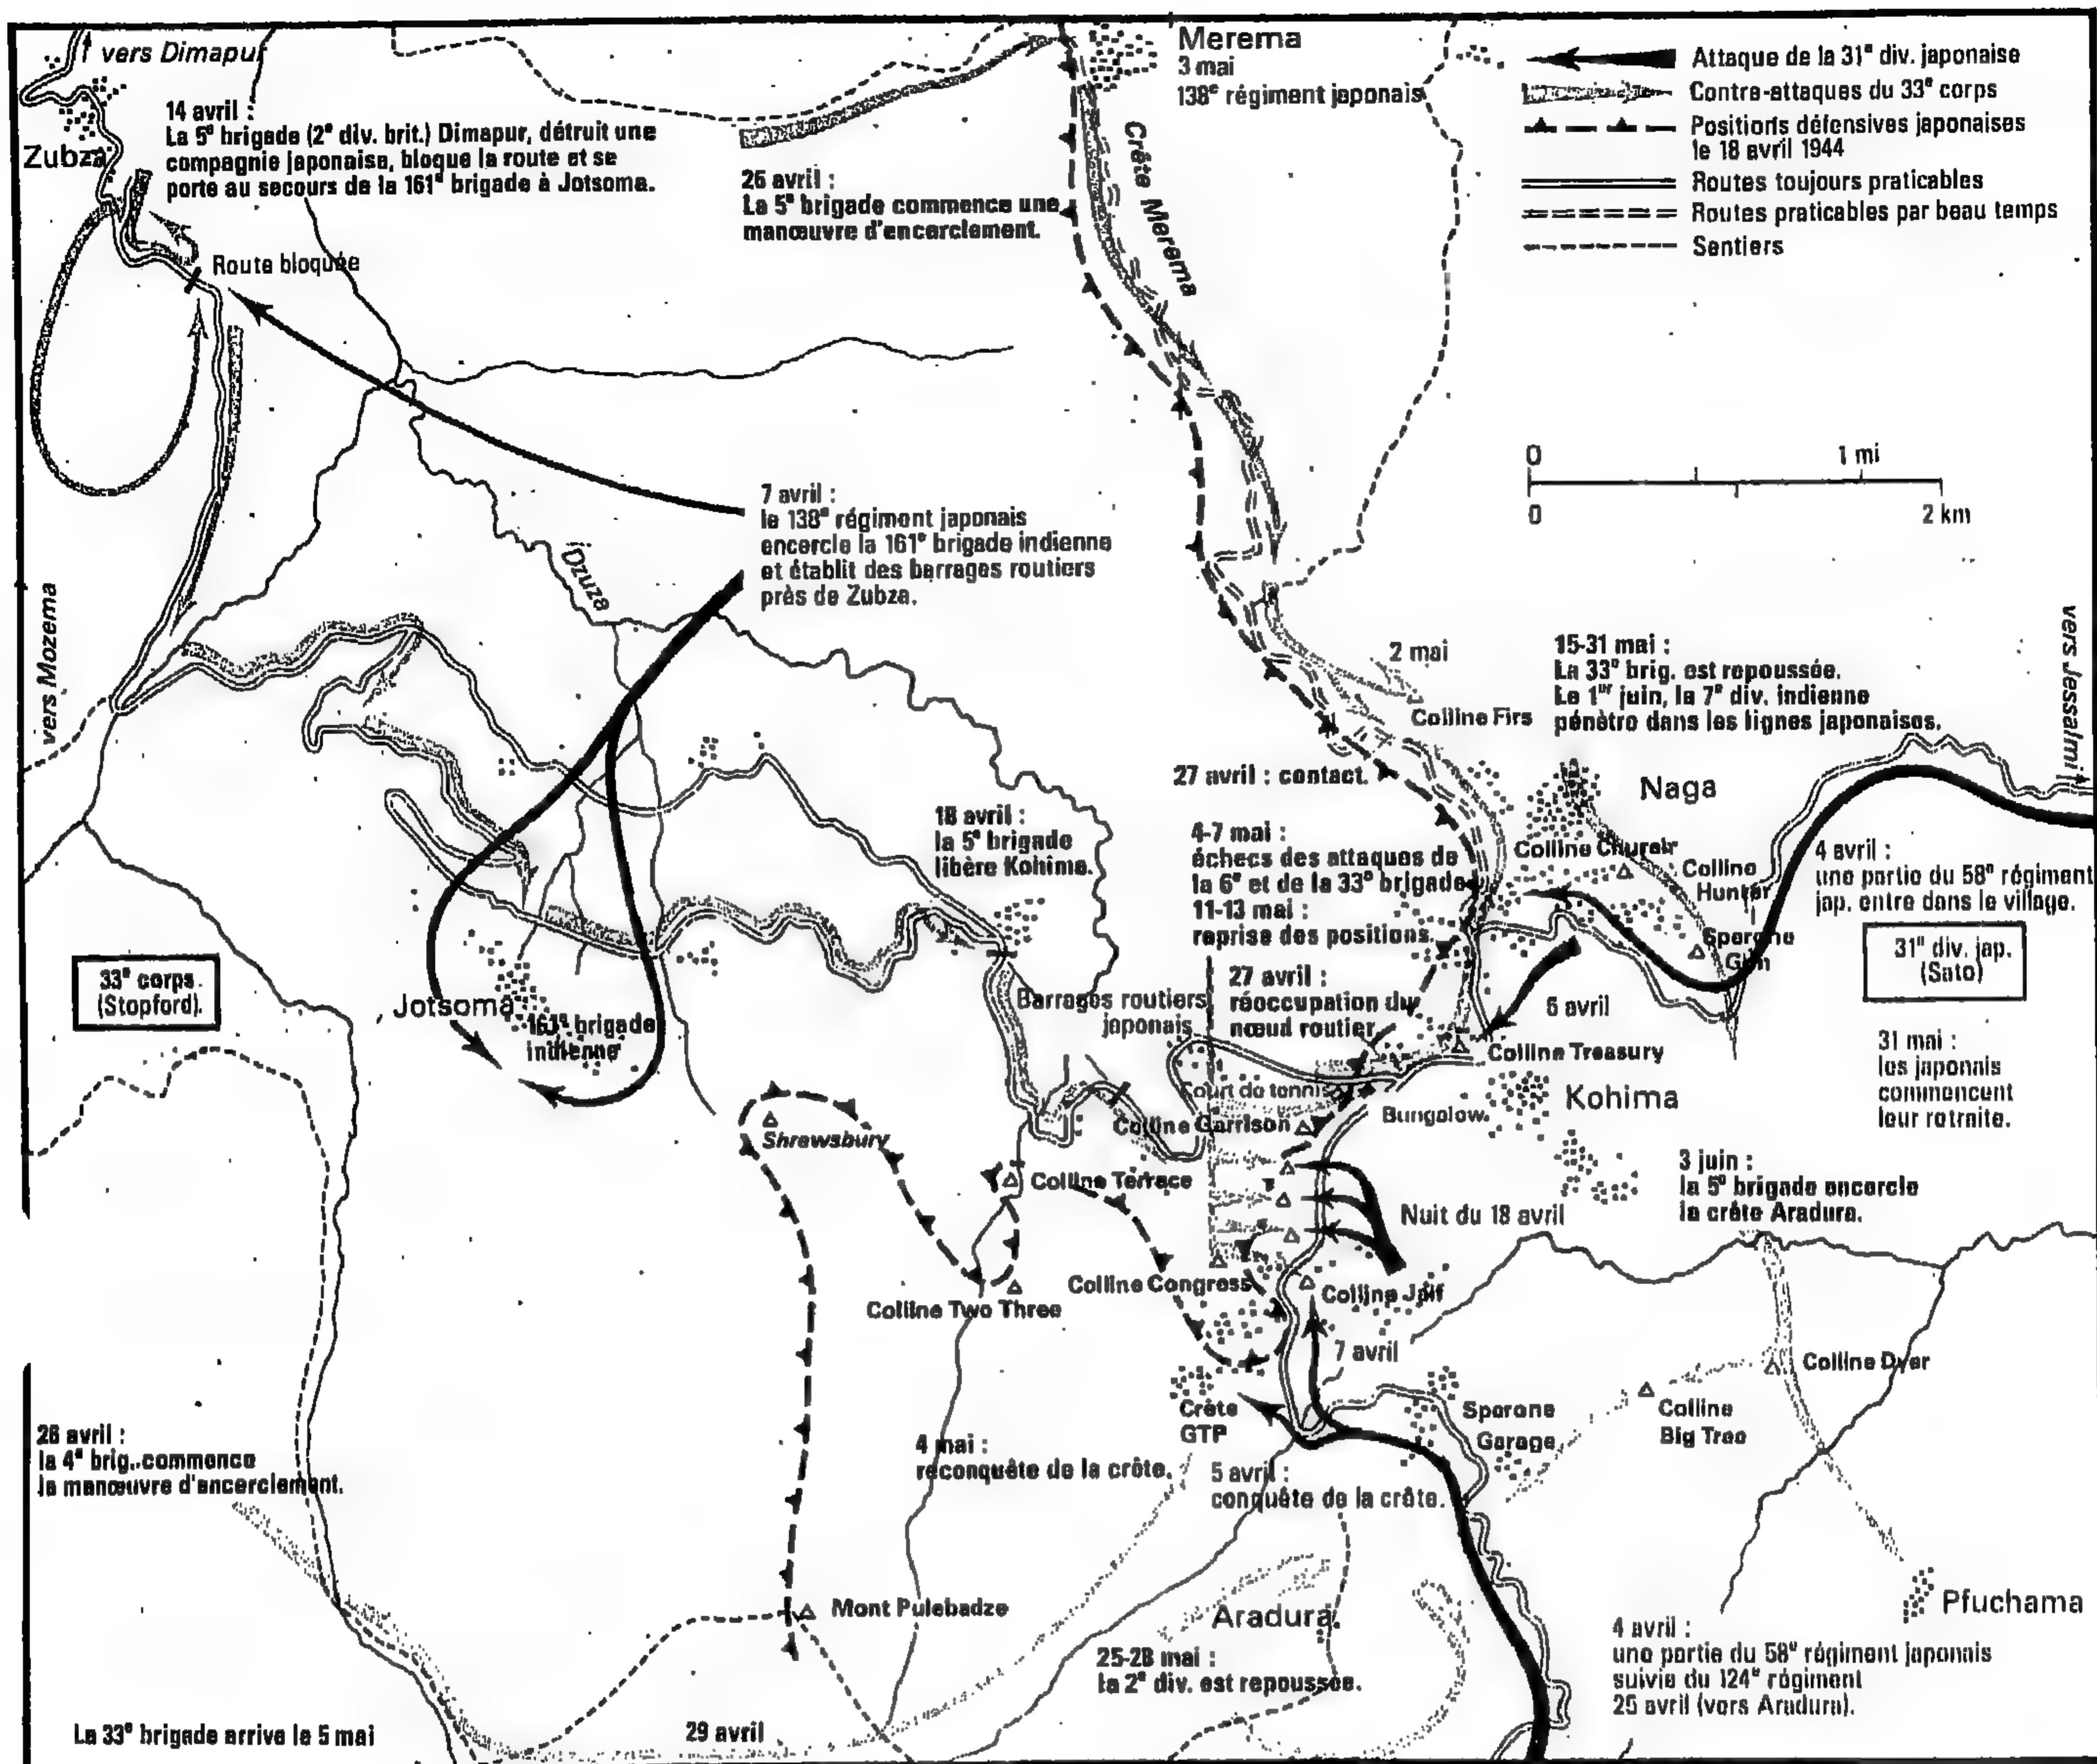 vers Dimapur
Merema
3 mai
138e régiment japonais
Attaque de la 31e div. japonaise
Contre-attaques du 33e corps
Positions défensives japonaises
le 18 avril 1944
Routes toujours praticables
Routes praticables par beau temps
Sentiers
Zubza
14 avril :
La 5e brigade (2e div. brit.) Dimapur, détruit une
compagnie japonaise, bloque la route et se
porte au secours de la 161e brigade à Jotsoma.
26 avril :
La 5e brigade commence une
manœuvre d'encerclement.
Crête Merema
Route bloquée
0 1 mi
0 2 km
7 avril :
le 138e régiment japonais
encercle la 161e brigade indienne
et établit des barrages routiers
près de Zubza.
Dzuza
vers Mozema
vers Jessalmi
2 mai
Colline Firs
15-31 mai :
La 33e brig. est repoussée.
Le 1er juin, la 7e div. indienne
pénètre dans les lignes japonaises.
27 avril : contact.
Naga
18 avril :
la 5e brigade
libère Kohima.
4-7 mai :
échecs des attaques de
la 6e et de la 33e brigade
11-13 mai :
reprise des positions.
Colline Church
Colline
Hunter
4 avril :
une partie du 58e régiment
jap. entre dans le village.
31e div. jap.
(Sato)
33e corps.
(Stopford).
Jotsoma
161e brigade
indienne
Barrages routiers
japonais
27 avril :
réoccupation du
nœud routier.
6 avril
Colline Treasury
31 mai :
les japonais
commencent
leur retraite.
Court de tennis
Bungalow.
Kohima
Colline Garrison
Shrewsbury
Colline Terrace
Nuit du 18 avril
3 juin :
la 5e brigade encercle
la crête Aradura.
Colline Two Three
Colline Congress
Colline Jail
7 avril
Colline Dyer
Crête
GTP
Garage
Colline
Big Tree
26 avril :
la 4e brig. commence
la manœuvre d'encerclement.
4 mai :
reconquête de la crête.
5 avril :
conquête de la crête.
Mont Pulebadze
Aradura.
25-28 mai :
la 2e div. est repoussée.
Pfuchama
4 avril :
une partie du 58e régiment japonais
suivie du 124e régiment
25 avril (vers Aradura).
La 33e brigade arrive le 5 mai
29 avril